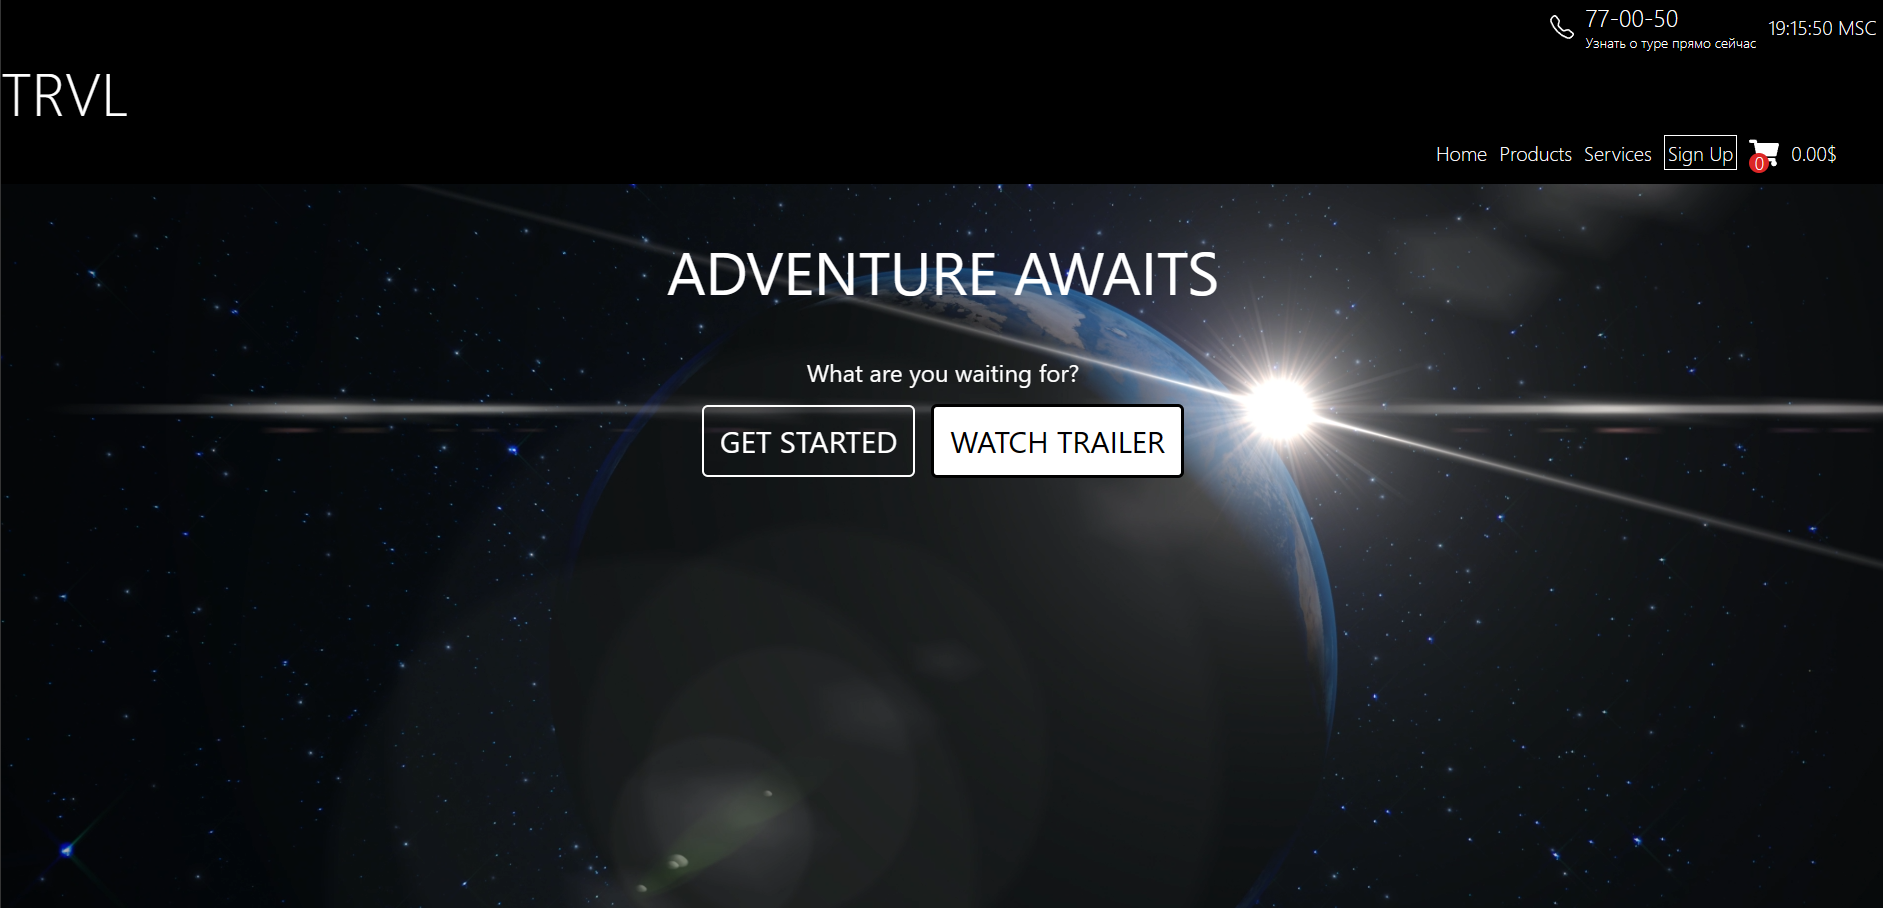 77-00-50
Узнать о туре прямо сейчас
19:15:50 MSC
TRVL
Home Products Services Sign Up 0 0.00$
ADVENTURE AWAITS
What are you waiting for?
GET STARTED WATCH TRAILER